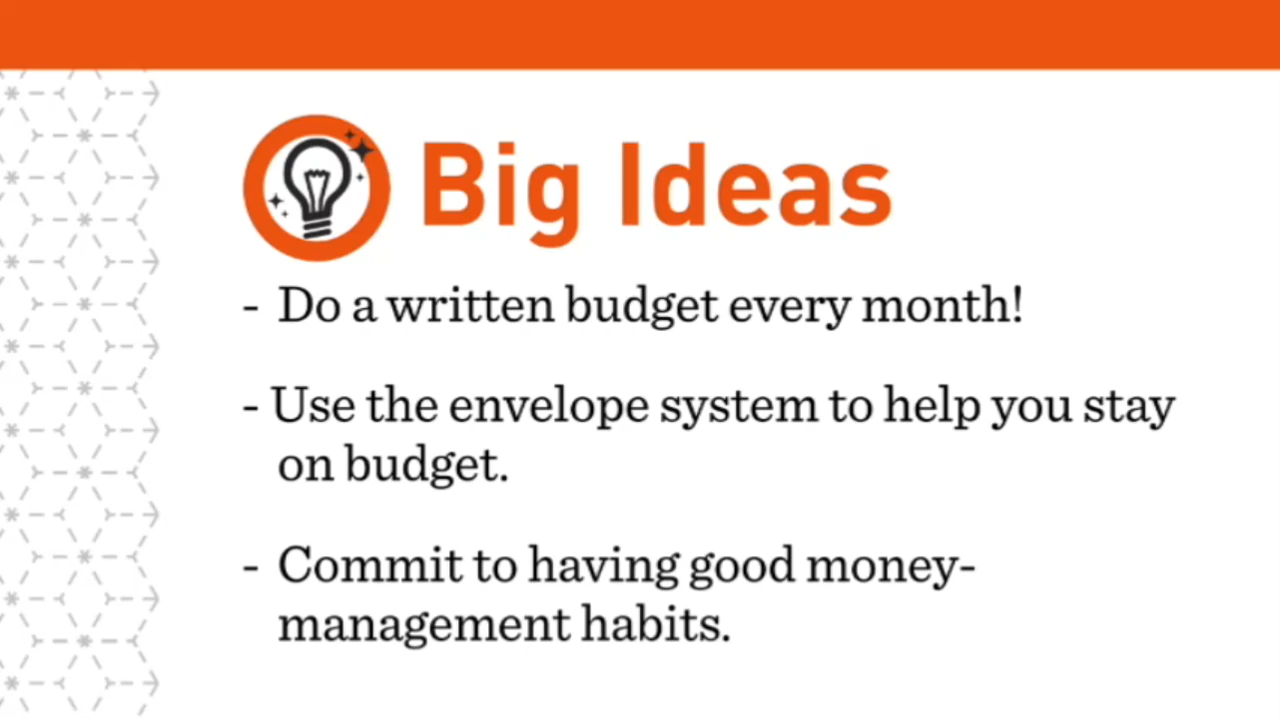 Big Ideas
- Do a written budget every month!
- Use the envelope system to help you stay
on budget.
- Commit to having good money-
management habits.